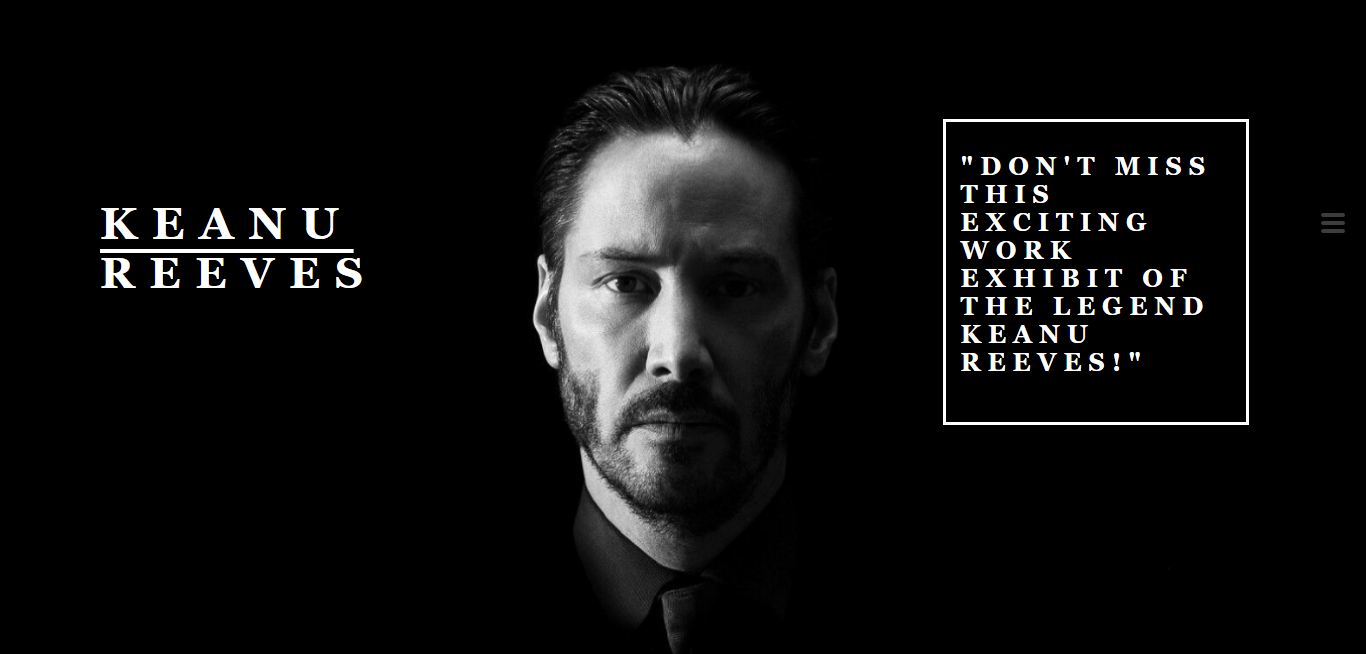 KEANU
REEVES
"DON'T MISS
THIS
EXCITING
WORK
EXHIBIT OF
THE LEGEND
KEANU
REEVES!"